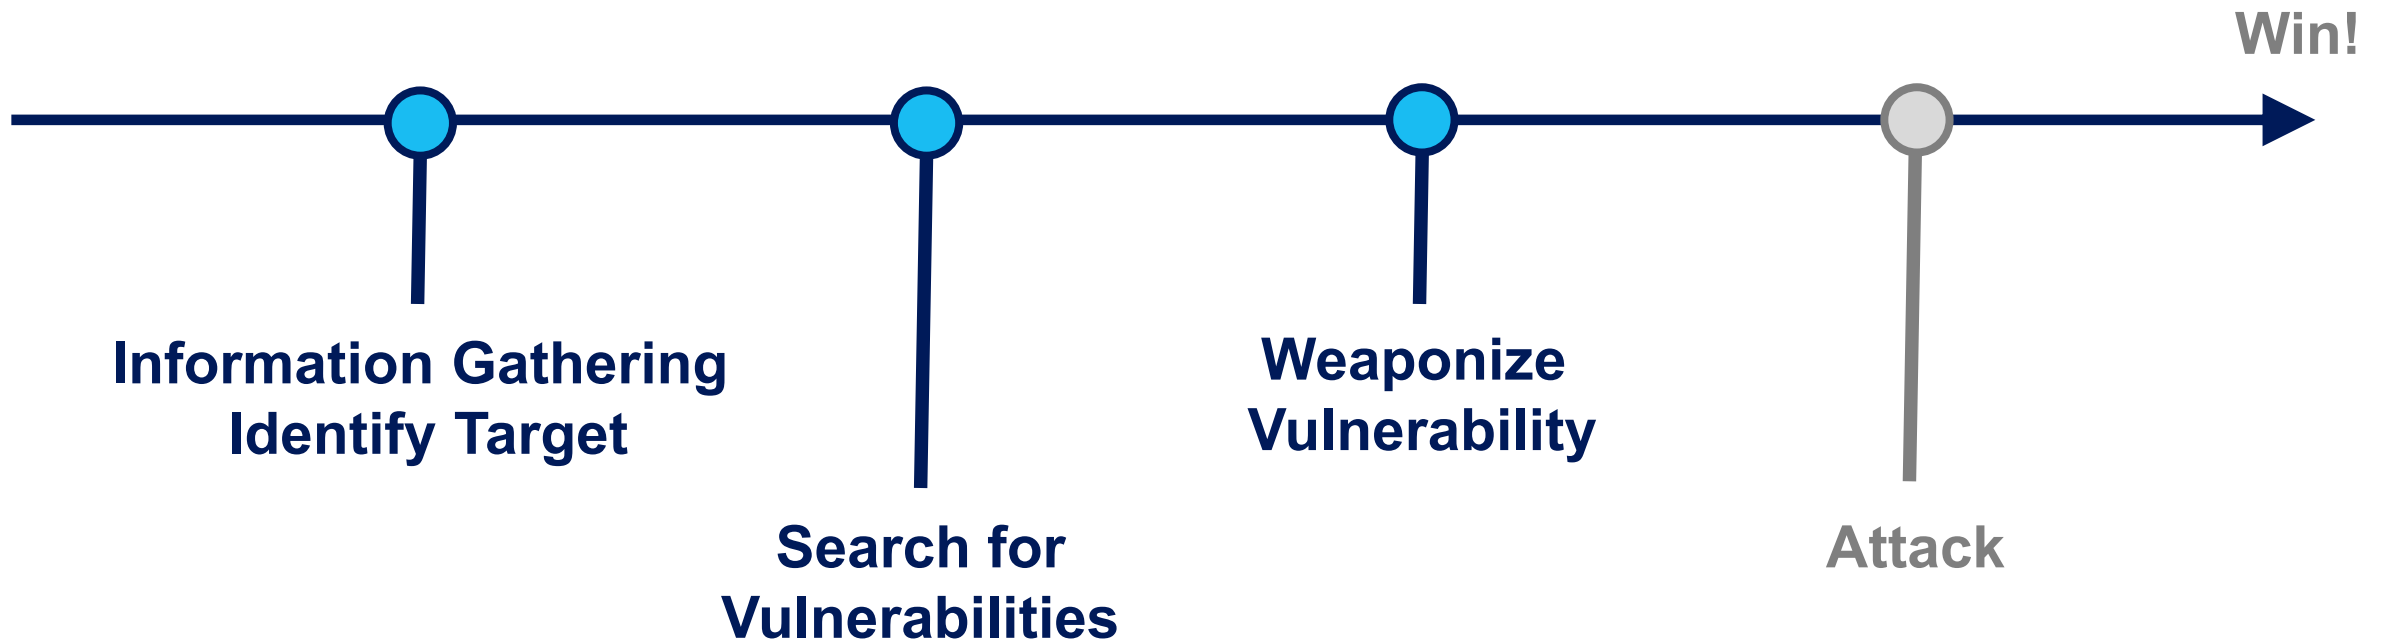 Win!
Information Gathering
Identify Target
Search for
Vulnerabilities
Weaponize
Vulnerability
Attack